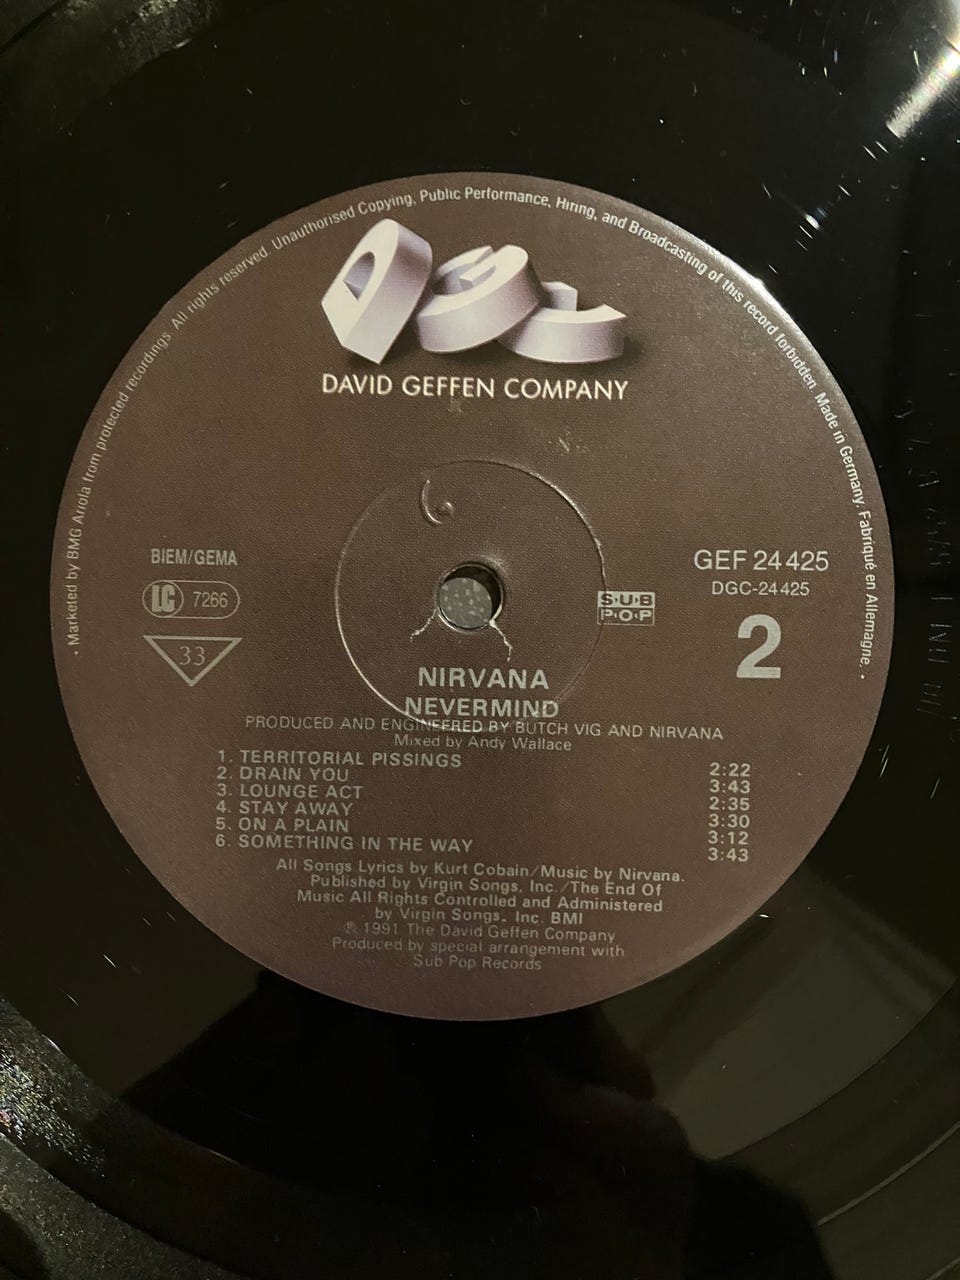 • Marketed by BMG Ariola from protected recordings. All rights reserved. Unauthorised Copying, Public Performance, Hiring, and Broadcasting of this record forbidden. Made in Germany. Fabriqué en Allemagne. •
DGC
DAVID GEFFEN COMPANY
BIEM/GEMA
LC 7266
33
GEF 24 425
DGC-24425
SUB
POP
2
NIRVANA
NEVERMIND
PRODUCED AND ENGINEERED BY BUTCH VIG AND NIRVANA
Mixed by Andy Wallace
1. TERRITORIAL PISSINGS 2:22
2. DRAIN YOU 3:43
3. LOUNGE ACT 2:35
4. STAY AWAY 3:30
5. ON A PLAIN 3:12
6. SOMETHING IN THE WAY 3:43
All Songs Lyrics by Kurt Cobain/Music by Nirvana.
Published by Virgin Songs, Inc./The End Of
Music All Rights Controlled and Administered
by Virgin Songs. Inc. BMI
℗ 1991 The David Geffen Company
Produced by special arrangement with
Sub Pop Records